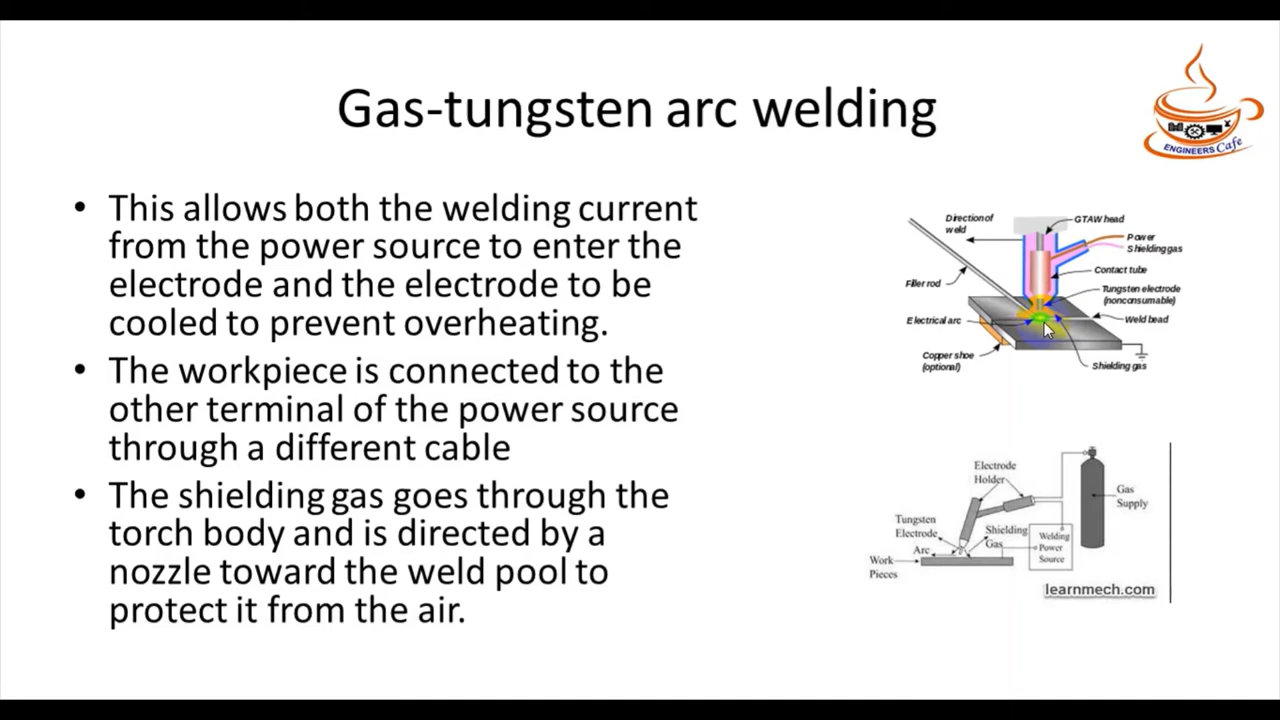 Gas-tungsten arc welding
ENGINEERS Cafe
• This allows both the welding current
from the power source to enter the
electrode and the electrode to be
cooled to prevent overheating.
• The workpiece is connected to the
other terminal of the power source
through a different cable
• The shielding gas goes through the
torch body and is directed by a
nozzle toward the weld pool to
protect it from the air.
Direction of
weld
GTAW head
Power
Shielding gas
Contact tube
Filler rod
Tungsten electrode
(nonconsumable)
Electrical arc
Weld bead
Copper shoe
(optional)
Shielding gas
Electrode
Holder
Gas
Supply
Tungsten
Electrode
Shielding
Gas
Welding
Power
Source
Arc
Work
Pieces
learnmech.com